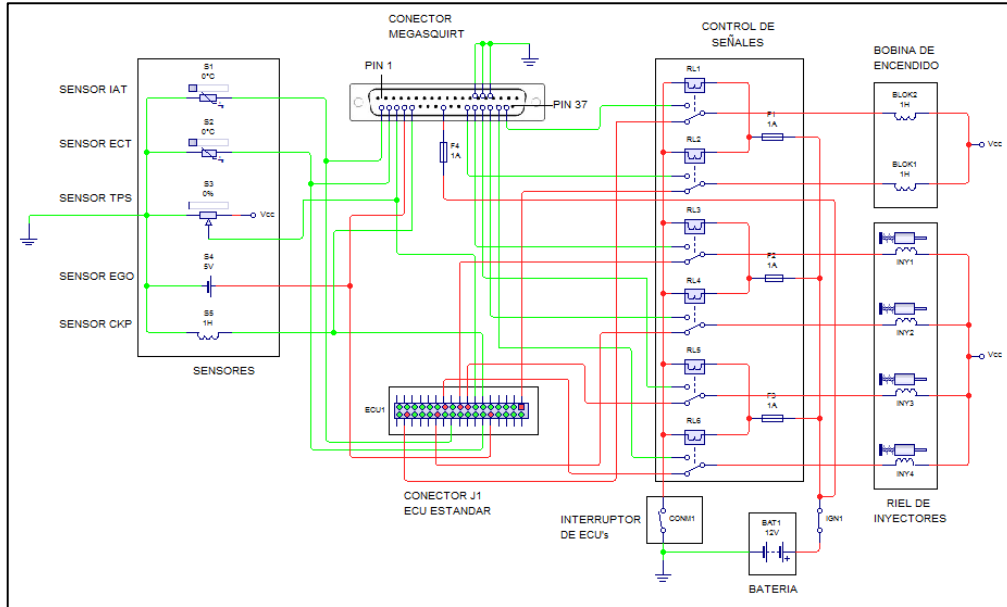 CONECTOR
MEGASQUIRT
PIN 1
PIN 37
F4
1A
CONTROL DE
SEÑALES
BOBINA DE
ENCENDIDO
SENSOR IAT
S1
0°C
SENSOR ECT
S2
0°C
SENSOR TPS
S3
0%
Vcc
SENSOR EGO
S4
5V
SENSOR CKP
S5
1H
SENSORES
RL1
F1
1A
RL2
RL3
F2
1A
RL4
RL5
F3
1A
RL6
BLOK2
1H
BLOK1
1H
Vcc
INY1
INY2
Vcc
INY3
INY4
RIEL DE
INYECTORES
ECU1
CONECTOR J1
ECU ESTANDAR
INTERRUPTOR
DE ECU's
CONM1
BAT1
12V
IGN1
BATERIA